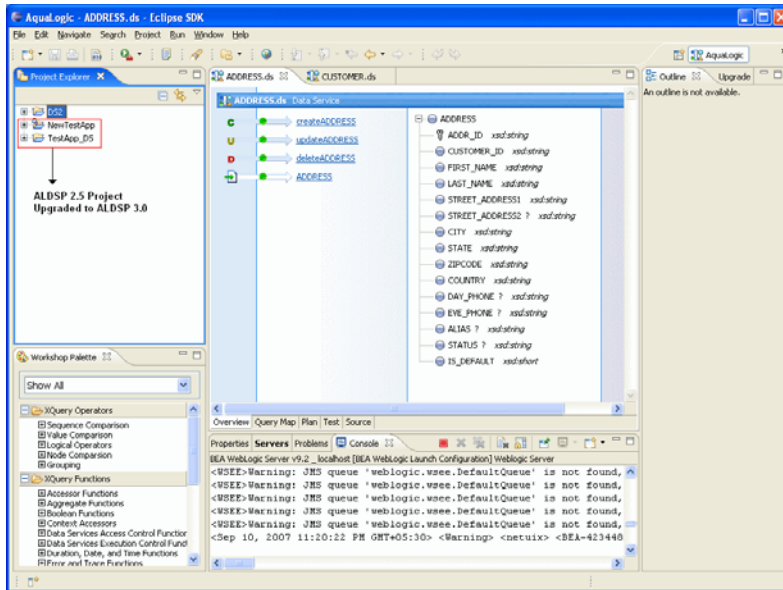 AquaLogic - ADDRESS.ds - Eclipse SDK
File Edit Navigate Search Project Run Window Help
AquaLogic
Project Explorer
DS2
NewTestApp
TestApp_DS
ALDSP 2.5 Project
Upgraded to ALDSP 3.0
ADDRESS.ds
CUSTOMER.ds
ADDRESS.ds Data Service
C createADDRESS
U updateADDRESS
D deleteADDRESS
ADDRESS
ADDRESS
ADDR_ID xsd:string
CUSTOMER_ID xsd:string
FIRST_NAME xsd:string
LAST_NAME xsd:string
STREET_ADDRESS1 xsd:string
STREET_ADDRESS2 ? xsd:string
CITY xsd:string
STATE xsd:string
ZIPCODE xsd:string
COUNTRY xsd:string
DAY_PHONE ? xsd:string
EVE_PHONE ? xsd:string
ALIAS ? xsd:string
STATUS ? xsd:string
IS_DEFAULT xsd:short
Overview Query Map Plan Test Source
Outline Upgrade
An outline is not available.
Workshop Palette
Show All
XQuery Operators
Sequence Comparison
Value Comparison
Logical Operators
Node Comparison
Grouping
XQuery Functions
Accessor Functions
Aggregate Functions
Boolean Functions
Context Accessors
Data Services Access Control Function
Data Services Execution Control Funct
Duration, Date, and Time Functions
Error and Trace Functions
Properties Servers Problems Console
BEA WebLogic Server v9.2 _ localhost [BEA WebLogic Launch Configuration] Weblogic Server
<WSEE>Warning: JMS queue 'weblogic.wsee.DefaultQueue' is not found,
<WSEE>Warning: JMS queue 'weblogic.wsee.DefaultQueue' is not found,
<WSEE>Warning: JMS queue 'weblogic.wsee.DefaultQueue' is not found,
<WSEE>Warning: JMS queue 'weblogic.wsee.DefaultQueue' is not found,
<WSEE>Warning: JMS queue 'weblogic.wsee.DefaultQueue' is not found,
<Sep 10, 2007 11:20:22 PM GMT+05:30> <Warning> <netuix> <BEA-423448